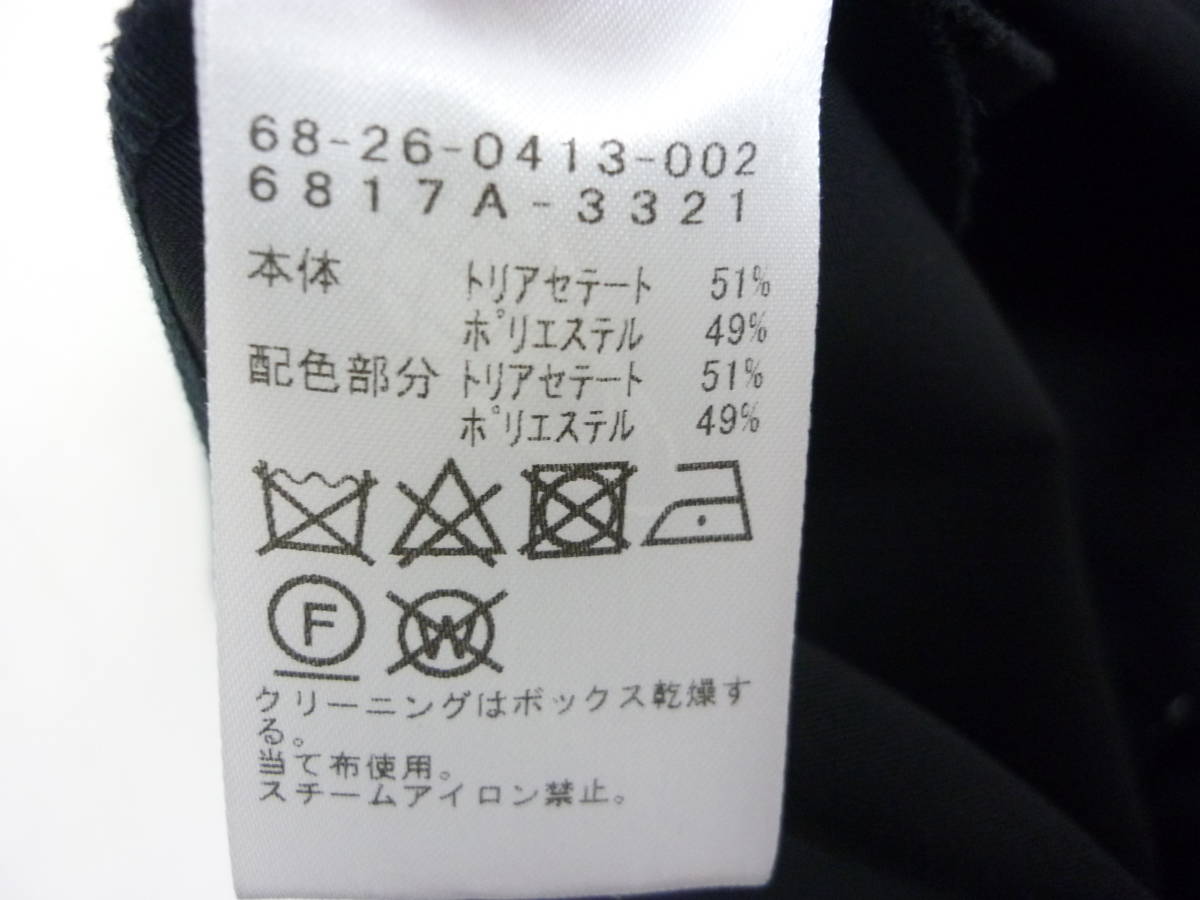 68-26-0413-002
6817A-3321
本体 トリアセテート 51%
ポリエステル 49%
配色部分 トリアセテート 51%
ポリエステル 49%
F W
クリーニングはボックス乾燥す
る。
当て布使用。
スチームアイロン禁止。